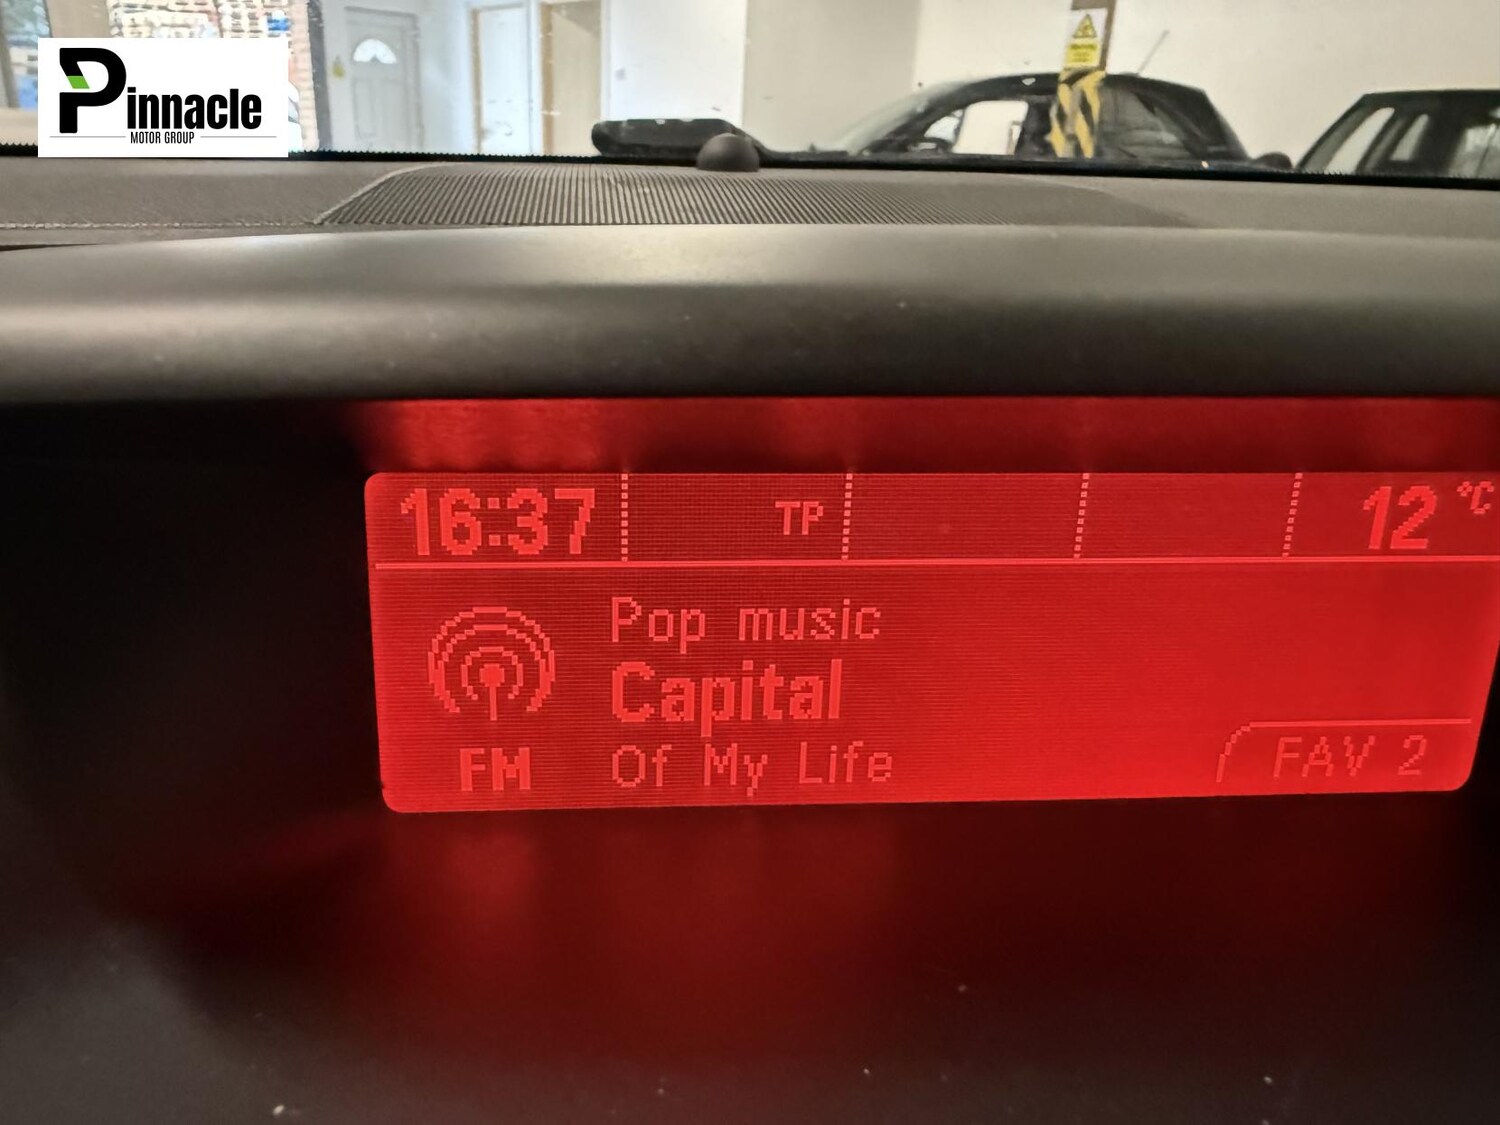 Pinnacle
MOTOR GROUP
16:37
TP
12 °C
Pop music
Capital
FM
Of My Life
FAV 2